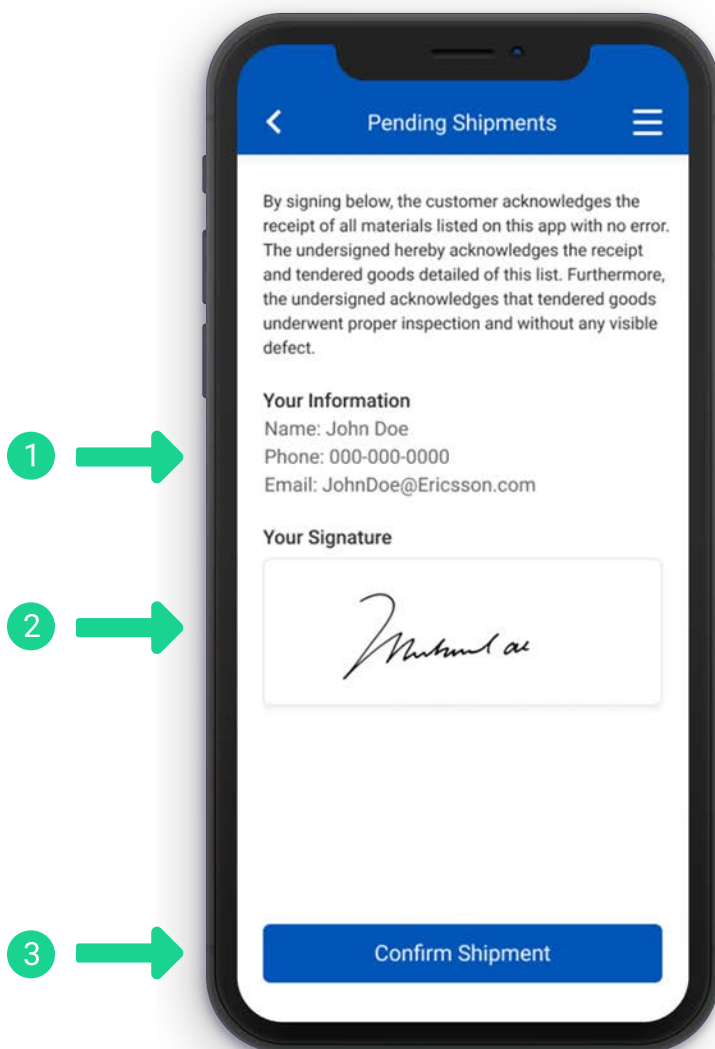 Pending Shipments
By signing below, the customer acknowledges the
receipt of all materials listed on this app with no error.
The undersigned hereby acknowledges the receipt
and tendered goods detailed of this list. Furthermore,
the undersigned acknowledges that tendered goods
underwent proper inspection and without any visible
defect.
Your Information
Name: John Doe
1
Phone: 000-000-0000
Email: JohnDoe@Ericsson.com
Your Signature
2
3
Confirm Shipment